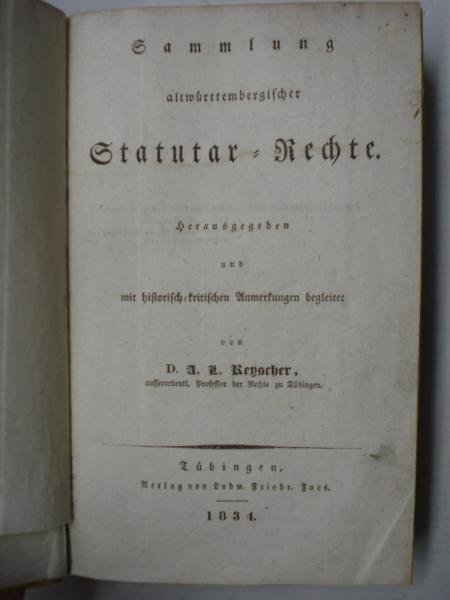 Sammlung
altwürttembergischer
Statutar-Rechte.
Herausgegeben
und
mit historisch-kritischen Anmerkungen begleitet
von
D. A. L. Reyscher,
ausserordentl. Professor der Rechte zu Tübingen.
Tübingen,
Verlag von Ludw. Friedr. Fues.
1834.